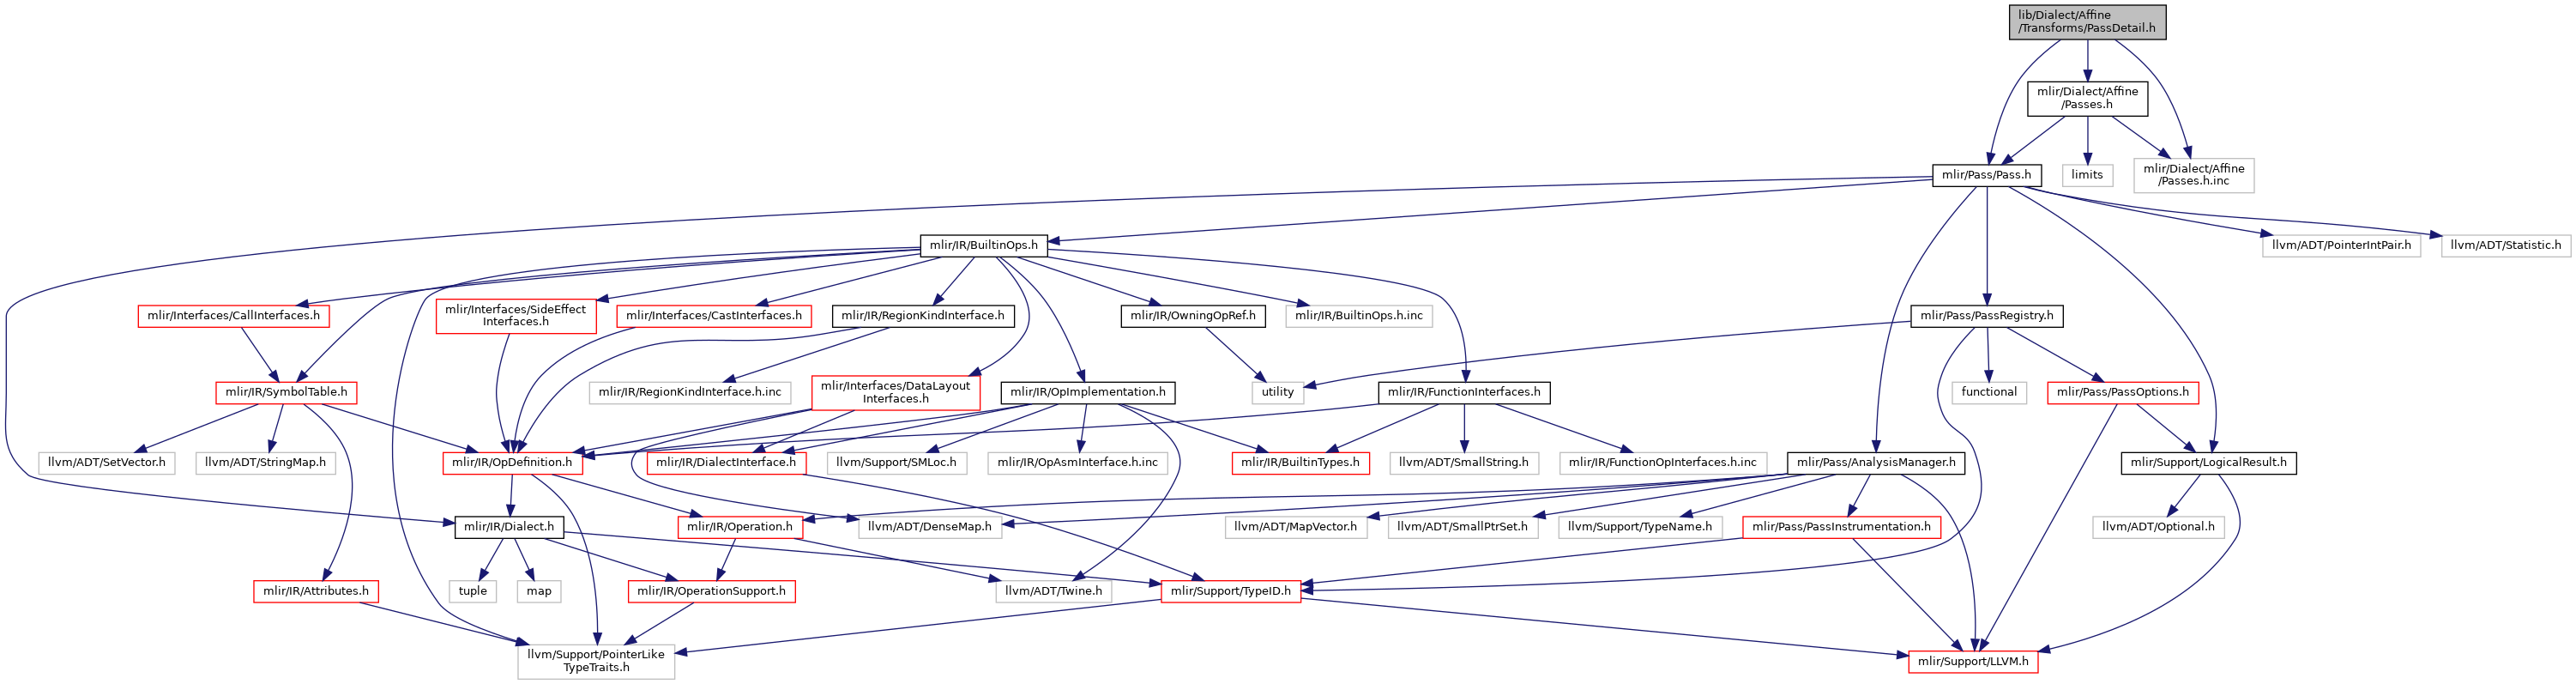 lib/Dialect/Affine
/Transforms/PassDetail.h
mlir/Dialect/Affine
/Passes.h
mlir/Pass/Pass.h
limits
mlir/Dialect/Affine
/Passes.h.inc
mlir/IR/BuiltinOps.h
llvm/ADT/PointerIntPair.h
llvm/ADT/Statistic.h
mlir/Interfaces/CallInterfaces.h
mlir/Interfaces/SideEffect
Interfaces.h
mlir/Interfaces/CastInterfaces.h
mlir/IR/RegionKindInterface.h
mlir/IR/OwningOpRef.h
mlir/IR/BuiltinOps.h.inc
mlir/Pass/PassRegistry.h
mlir/IR/SymbolTable.h
mlir/IR/RegionKindInterface.h.inc
mlir/Interfaces/DataLayout
Interfaces.h
mlir/IR/OpImplementation.h
utility
mlir/IR/FunctionInterfaces.h
functional
mlir/Pass/PassOptions.h
llvm/ADT/SetVector.h
llvm/ADT/StringMap.h
mlir/IR/OpDefinition.h
mlir/IR/DialectInterface.h
llvm/Support/SMLoc.h
mlir/IR/OpAsmInterface.h.inc
mlir/IR/BuiltinTypes.h
llvm/ADT/SmallString.h
mlir/IR/FunctionOpInterfaces.h.inc
mlir/Pass/AnalysisManager.h
mlir/Support/LogicalResult.h
mlir/IR/Dialect.h
mlir/IR/Operation.h
llvm/ADT/DenseMap.h
llvm/ADT/MapVector.h
llvm/ADT/SmallPtrSet.h
llvm/Support/TypeName.h
mlir/Pass/PassInstrumentation.h
llvm/ADT/Optional.h
mlir/IR/Attributes.h
tuple
map
mlir/IR/OperationSupport.h
llvm/ADT/Twine.h
mlir/Support/TypeID.h
llvm/Support/PointerLike
TypeTraits.h
mlir/Support/LLVM.h